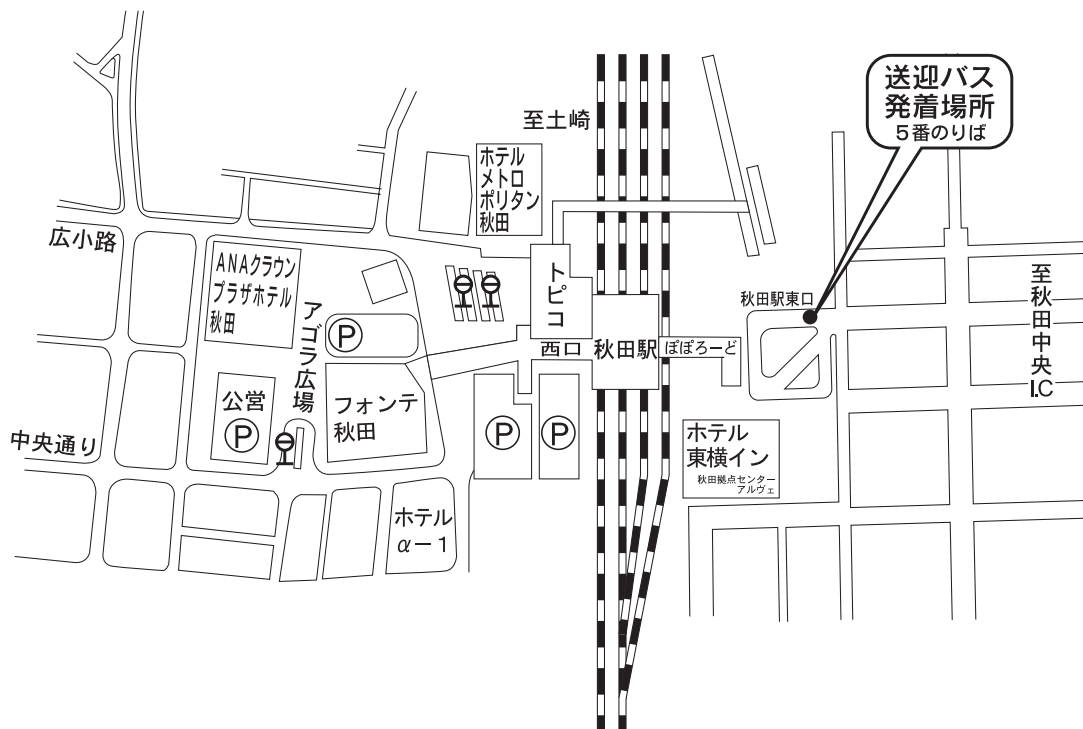 送迎バス
発着場所
5番のりば
至土崎
ホテル
メトロ
ポリタン
秋田
広小路
ANAクラウン
プラザホテル
秋田
アゴラ広場
トピコ
秋田駅東口
至秋田中央I.C
P
西口
秋田駅
ぽぽろーど
公営
P
フォンテ
秋田
中央通り
P
P
ホテル
東横イン
秋田拠点センター
アルヴェ
ホテル
α－1